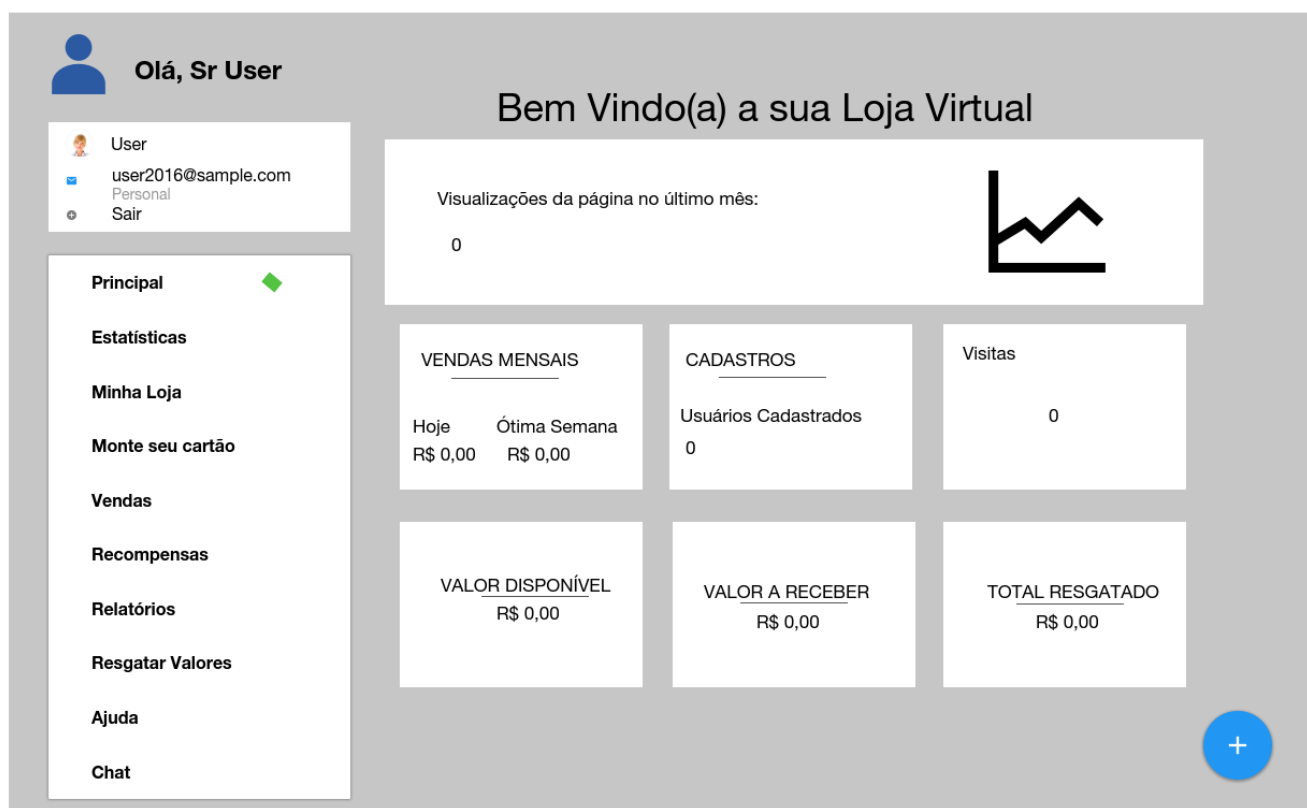 Olá, Sr User
Bem Vindo(a) a sua Loja Virtual
User
user2016@sample.com
Personal
Sair
Principal
Estatísticas
Minha Loja
Monte seu cartão
Vendas
Recompensas
Relatórios
Resgatar Valores
Ajuda
Chat
Visualizações da página no último mês:
0
VENDAS MENSAIS
Hoje Ótima Semana
R$ 0,00 R$ 0,00
CADASTROS
Usuários Cadastrados
0
Visitas
0
VALOR DISPONÍVEL
R$ 0,00
VALOR A RECEBER
R$ 0,00
TOTAL RESGATADO
R$ 0,00